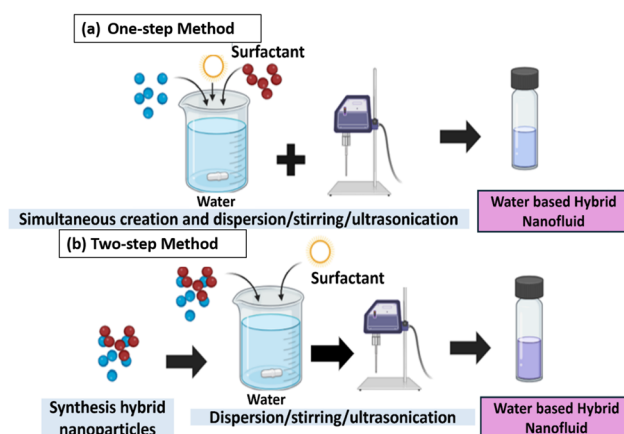 (a) One-step Method
Surfactant
Water
Simultaneous creation and dispersion/stirring/ultrasonication
Water based Hybrid
Nanofluid
(b) Two-step Method
Surfactant
Water
Synthesis hybrid
nanoparticles
Dispersion/stirring/ultrasonication
Water based Hybrid
Nanofluid